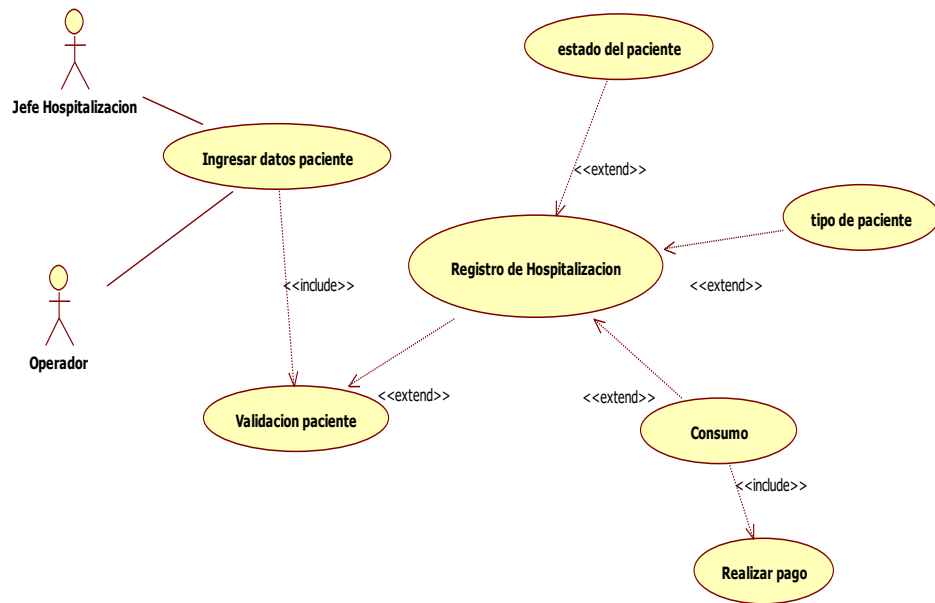 estado del paciente
Jefe Hospitalizacion
Ingresar datos paciente
<<extend>>
tipo de paciente
Registro de Hospitalizacion
<<include>>
<<extend>>
Operador
<<extend>>
<<extend>>
Validacion paciente
Consumo
<<include>>
Realizar pago